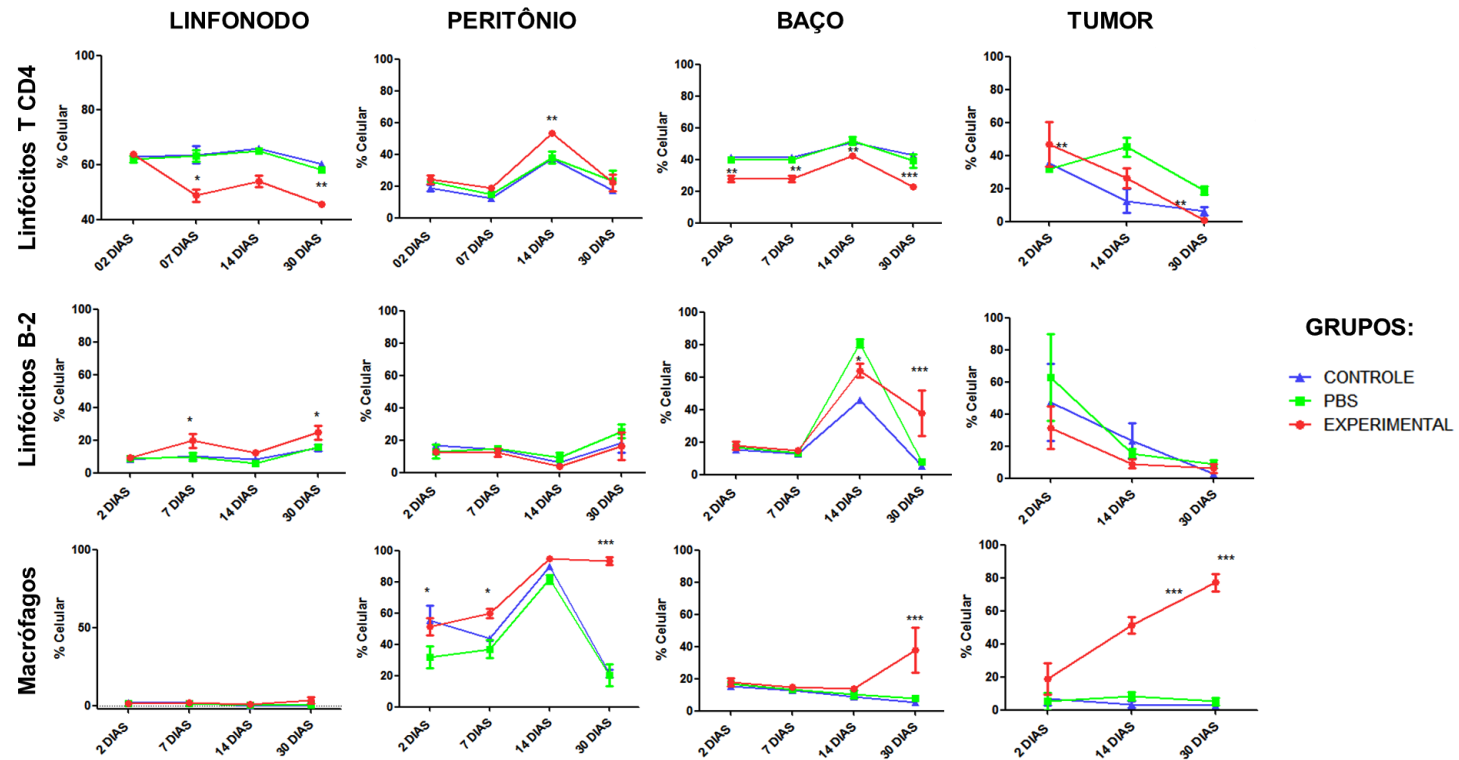 LINFONODO PERITÔNIO BAÇO TUMOR
Linfócitos T CD4
% Celular
100
80
60
40
02 DIAS 07 DIAS 14 DIAS 30 DIAS
* **
% Celular
100
80
60
40
20
0
02 DIAS 07 DIAS 14 DIAS 30 DIAS
**
% Celular
100
80
60
40
20
0
2 DIAS 7 DIAS 14 DIAS 30 DIAS
** ** ** ***
% Celular
100
80
60
40
20
0
2 DIAS 14 DIAS 30 DIAS
** **
Linfócitos B-2
% Celular
100
80
60
40
20
0
2 DIAS 7 DIAS 14 DIAS 30 DIAS
* *
% Celular
100
80
60
40
20
0
2 DIAS 7 DIAS 14 DIAS 30 DIAS
% Celular
100
80
60
40
20
0
2 DIAS 7 DIAS 14 DIAS 30 DIAS
* ***
% Celular
100
80
60
40
20
0
2 DIAS 14 DIAS 30 DIAS
GRUPOS:
CONTROLE
PBS
EXPERIMENTAL
Macrófagos
% Celular
100
50
0
2 DIAS 7 DIAS 14 DIAS 30 DIAS
% Celular
100
80
60
40
20
0
2 DIAS 7 DIAS 14 DIAS 30 DIAS
* * ***
% Celular
100
80
60
40
20
0
2 DIAS 7 DIAS 14 DIAS 30 DIAS
***
% Celular
100
80
60
40
20
0
2 DIAS 14 DIAS 30 DIAS
*** ***